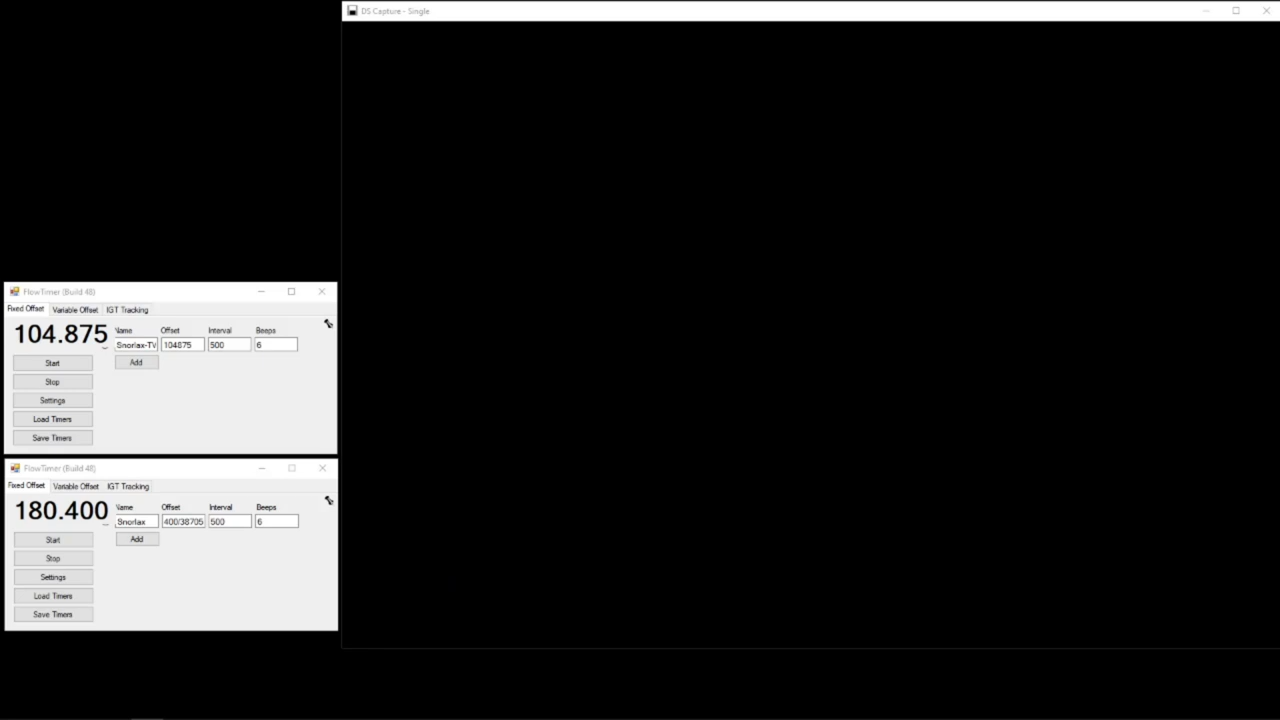 DS Capture - Single
FlowTimer (Build 48)
Fixed Offset Variable Offset IGT Tracking
104.875
Name Offset Interval Beeps
Snorlax-TV 104875 500 6
Start Add
Stop
Settings
Load Timers
Save Timers
FlowTimer (Build 48)
Fixed Offset Variable Offset IGT Tracking
180.400
Name Offset Interval Beeps
Snorlax 400/38705 500 6
Start Add
Stop
Settings
Load Timers
Save Timers